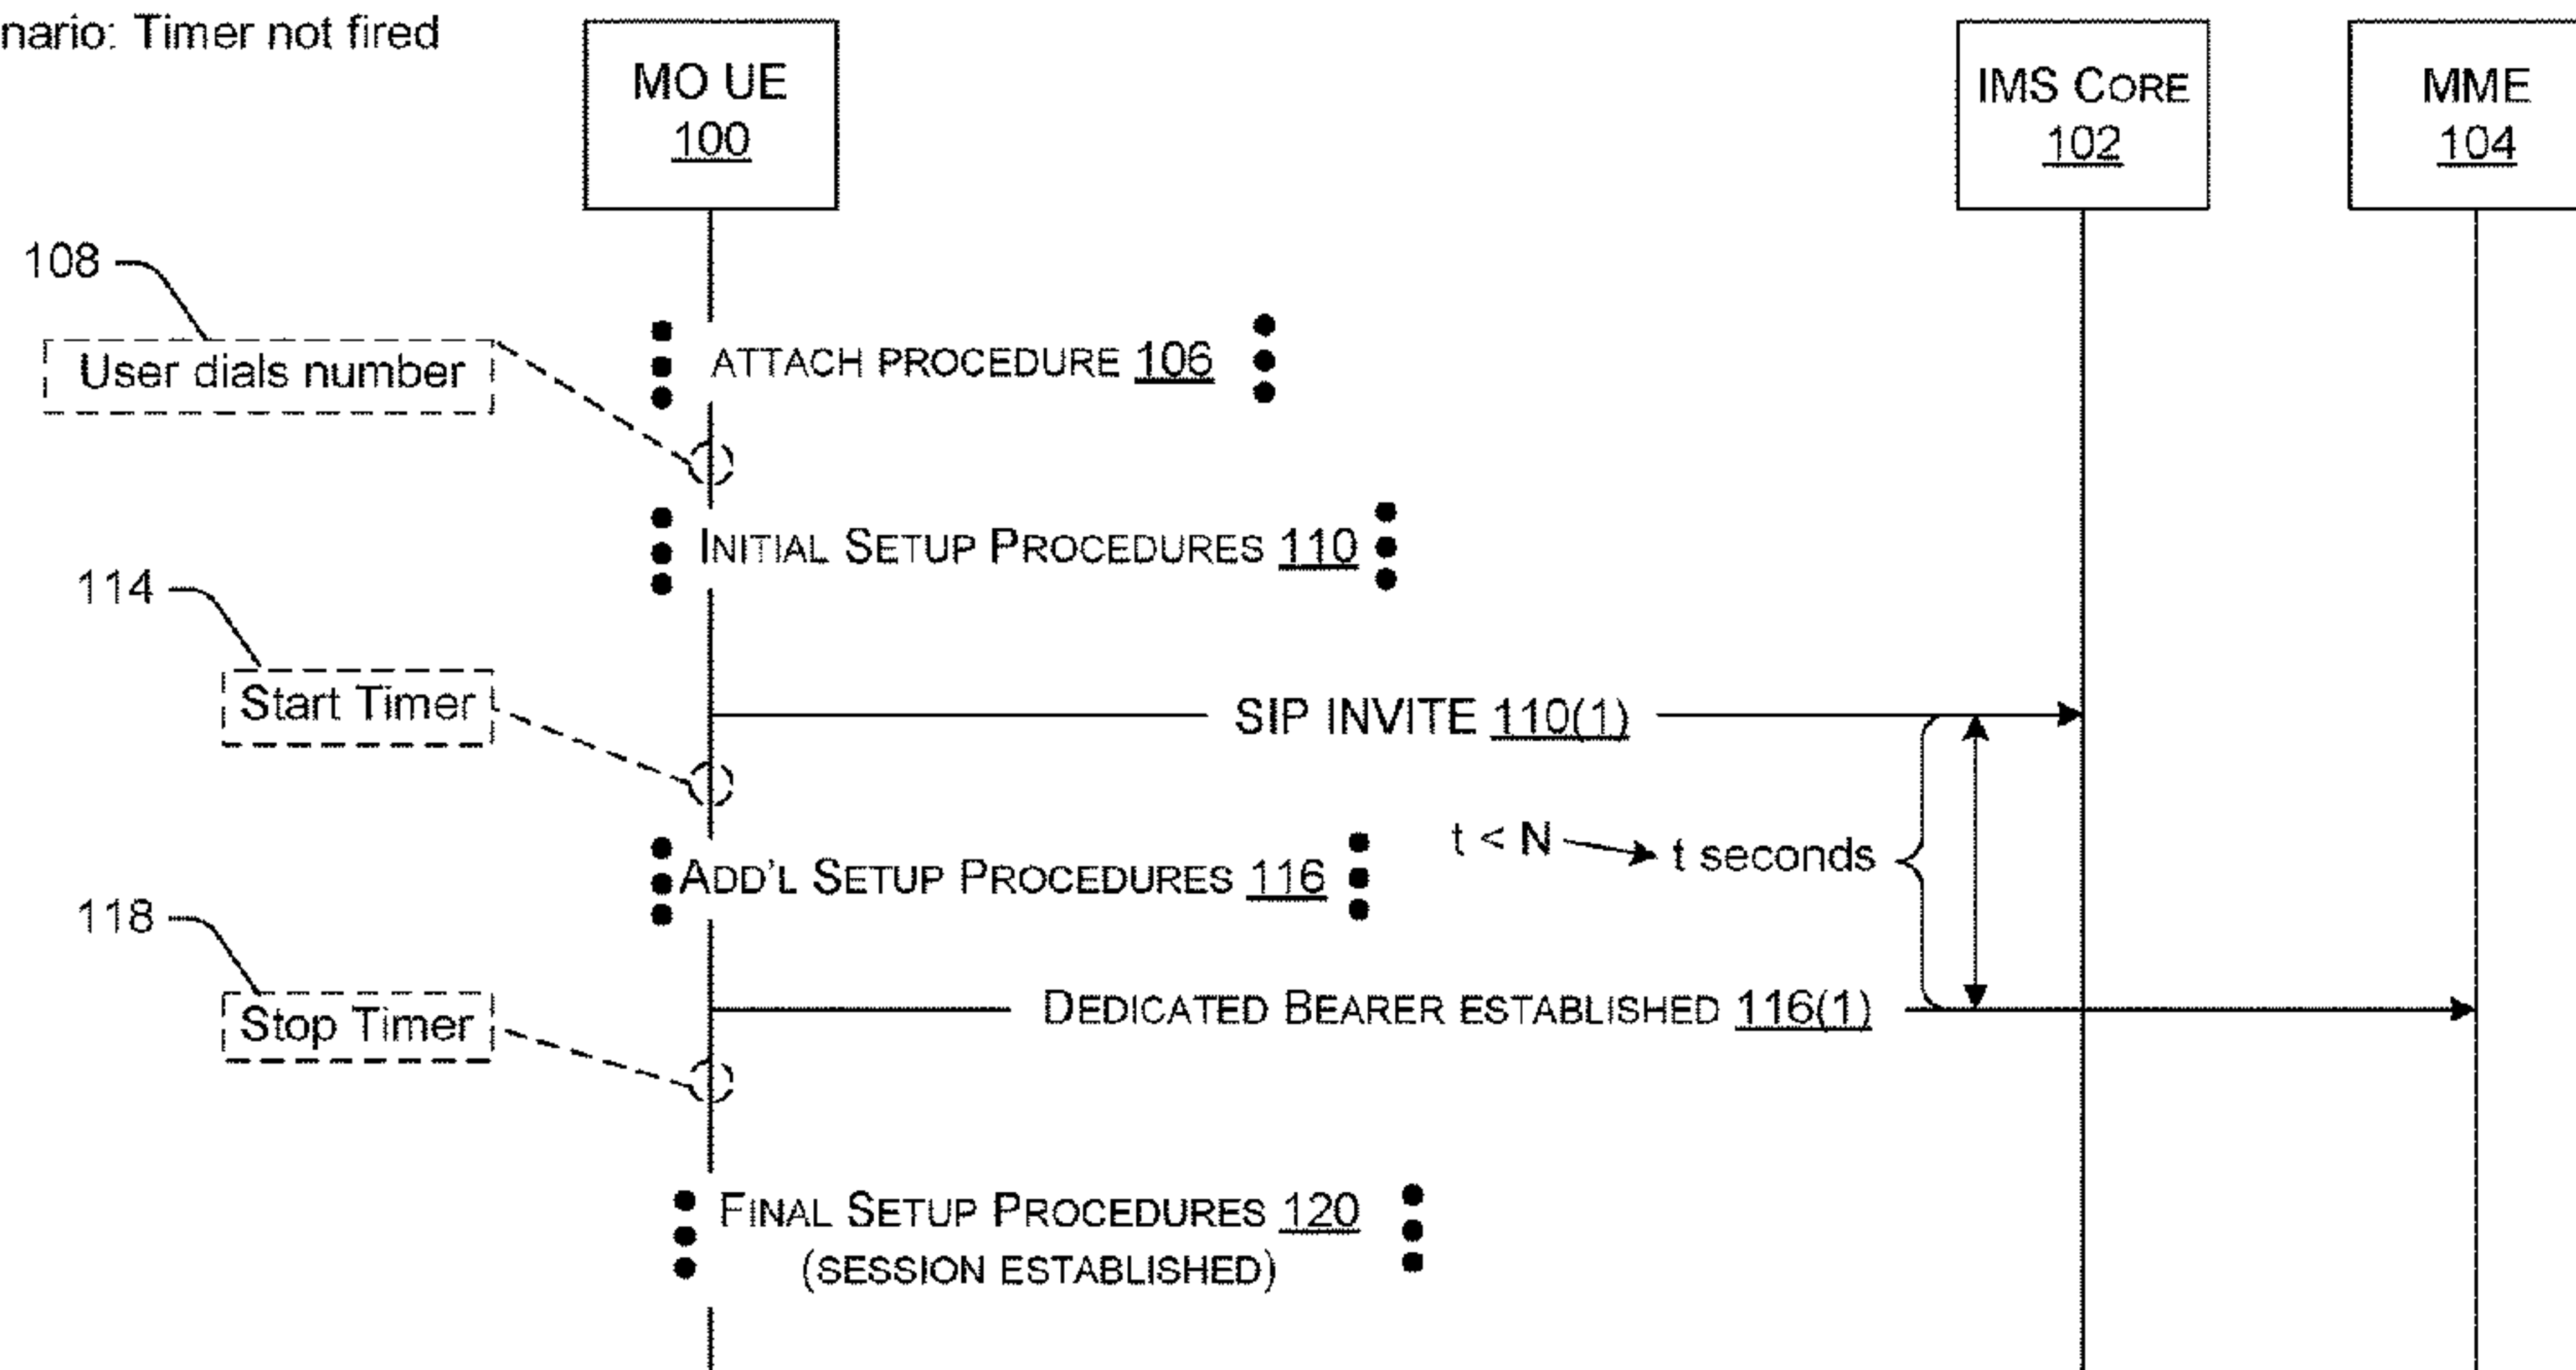 nario: Timer not fired
MO UE
100
IMS CORE
102
MME
104
108
User dials number
ATTACH PROCEDURE 106
INITIAL SETUP PROCEDURES 110
114
Start Timer
SIP INVITE 110(1)
t < N
t seconds
ADD'L SETUP PROCEDURES 116
118
Stop Timer
DEDICATED BEARER ESTABLISHED 116(1)
FINAL SETUP PROCEDURES 120
(SESSION ESTABLISHED)